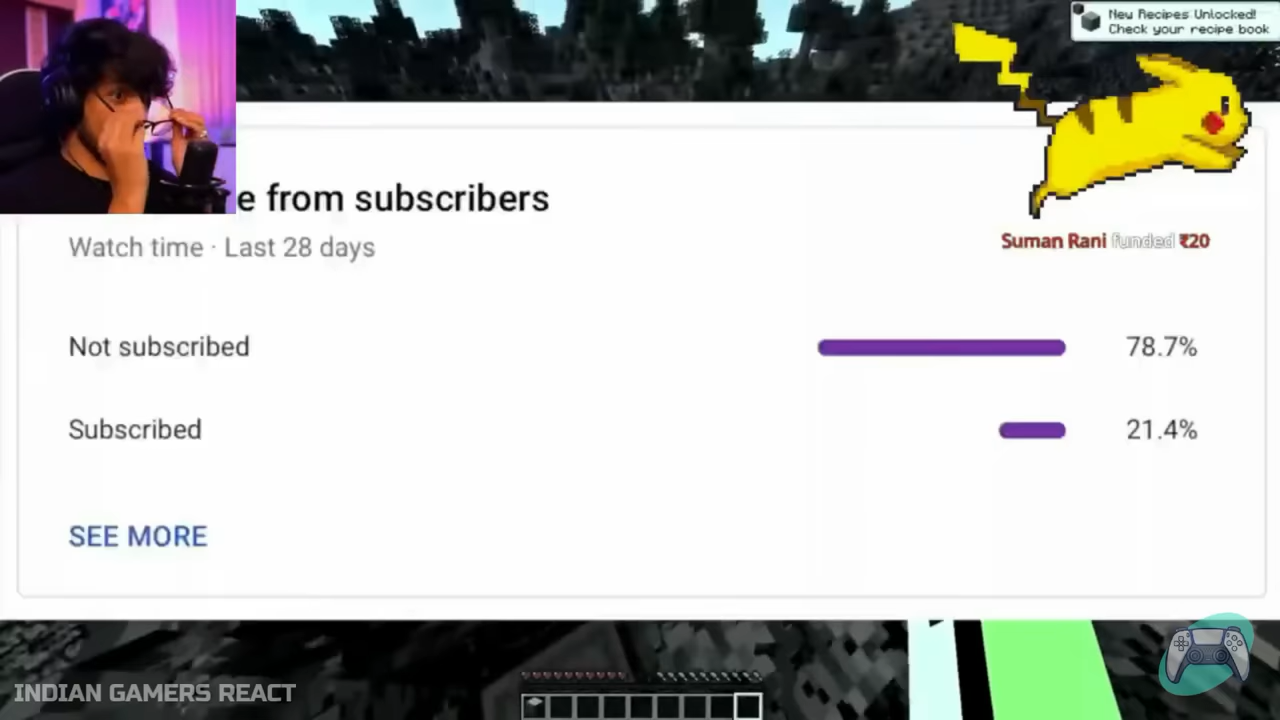 New Recipes Unlocked!
Check your recipe book
e from subscribers
Watch time · Last 28 days
Suman Rani funded ₹20
Not subscribed
78.7%
Subscribed
21.4%
SEE MORE
INDIAN GAMERS REACT